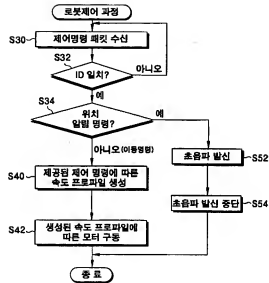 로봇제어 과정
S30
제어명령 패킷 수신
S32
ID 일치?
아니오
예
S34
위치
알림 명령?
예
아니오(이동명령)
S40
제공된 제어 명령에 따른
속도 프로파일 생성
초음파 발신
S52
S42
생성된 속도 프로파일에
따른 모터 구동
초음파 발신 중단
S54
종 료